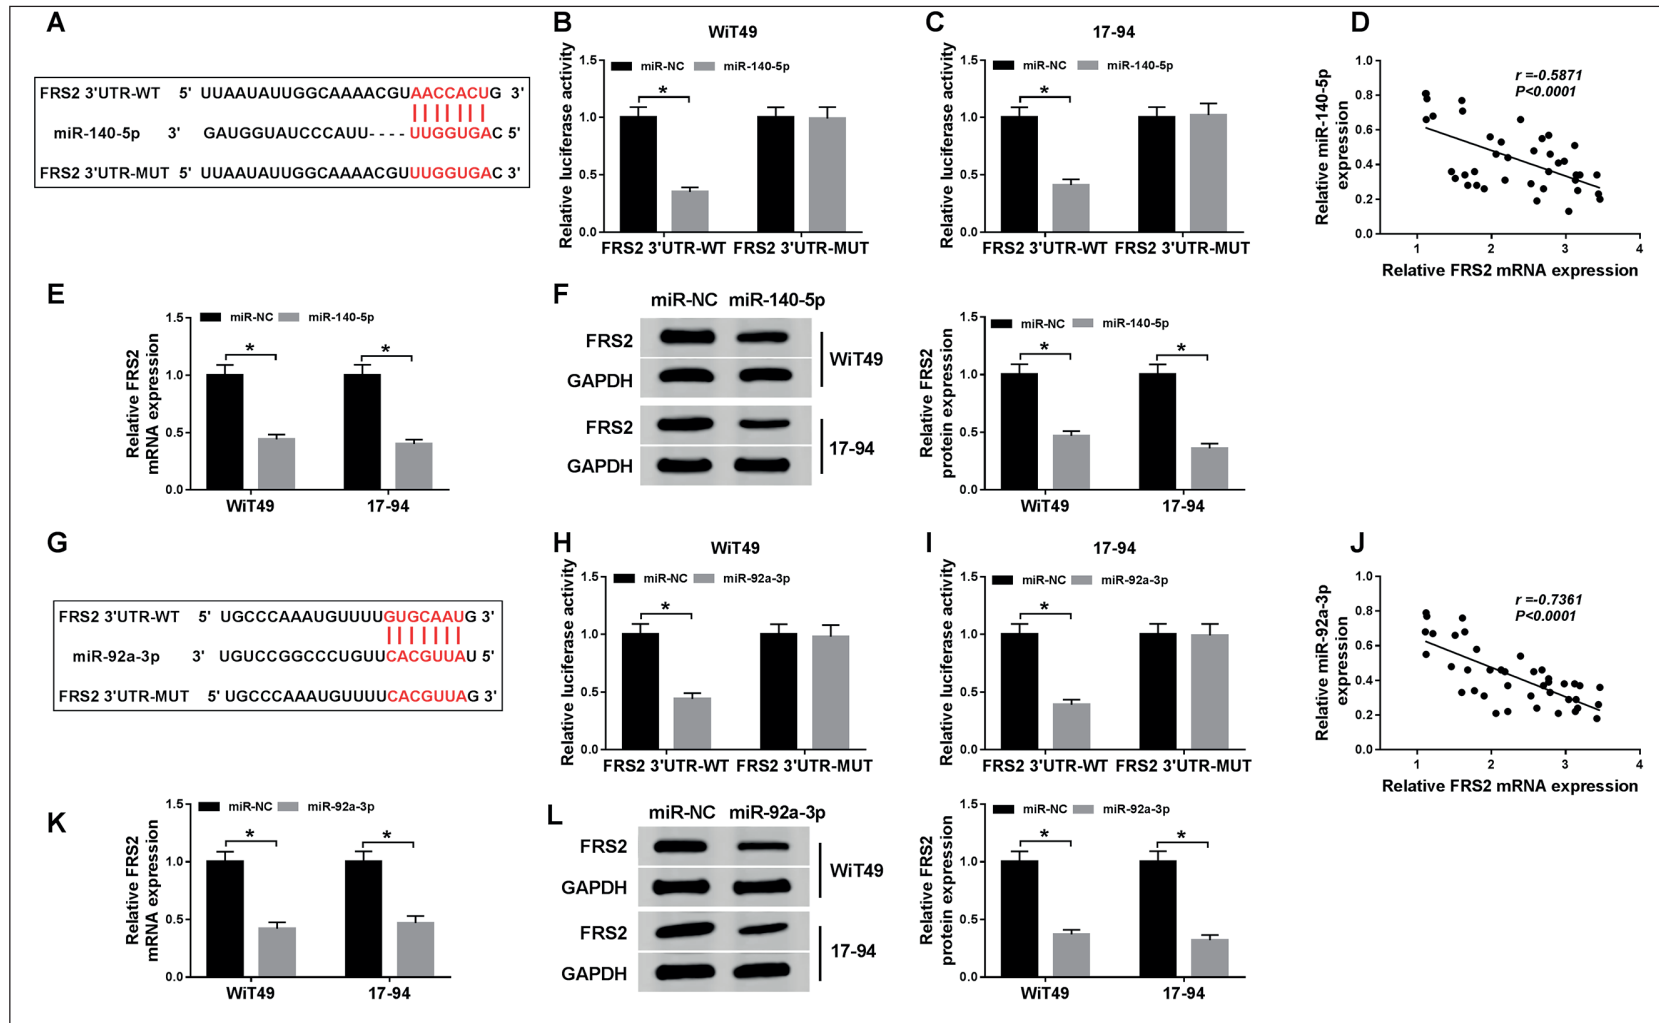 A
FRS2 3'UTR-WT 5' UUAAUAUUGGCAAAACGUAACCACUG 3'
miR-140-5p 3' GAUGGUAUCCCAUU----UUGGUGAC 5'
FRS2 3'UTR-MUT 5' UUAAUAUUGGCAAAACGUUUGGUGAC 3'
B
WiT49
Relative luciferase activity
miR-NC miR-140-5p
1.5
1.0
0.5
0.0
*
FRS2 3'UTR-WT FRS2 3'UTR-MUT
C
17-94
Relative luciferase activity
miR-NC miR-140-5p
1.5
1.0
0.5
0.0
*
FRS2 3'UTR-WT FRS2 3'UTR-MUT
D
Relative miR-140-5p
expression
1.0
0.8
0.6
0.4
0.2
0.0
r =-0.5871
P<0.0001
1 2 3 4
Relative FRS2 mRNA expression
E
Relative FRS2
mRNA expression
miR-NC miR-140-5p
1.5
1.0
0.5
0.0
* *
WiT49 17-94
F
miR-NC miR-140-5p
FRS2
GAPDH
WiT49
FRS2
GAPDH
17-94
Relative FRS2
protein expression
miR-NC miR-140-5p
1.5
1.0
0.5
0.0
* *
WiT49 17-94
G
FRS2 3'UTR-WT 5' UGCCCAAAUGUUUUGUGCAAUG 3'
miR-92a-3p 3' UGUCCGGCCCUGUUCACGUUAU 5'
FRS2 3'UTR-MUT 5' UGCCCAAAUGUUUUCACGUUAG 3'
H
WiT49
Relative luciferase activity
miR-NC miR-92a-3p
1.5
1.0
0.5
0.0
*
FRS2 3'UTR-WT FRS2 3'UTR-MUT
I
17-94
Relative luciferase activity
miR-NC miR-92a-3p
1.5
1.0
0.5
0.0
*
FRS2 3'UTR-WT FRS2 3'UTR-MUT
J
Relative miR-92a-3p
expression
1.0
0.8
0.6
0.4
0.2
0.0
r =-0.7361
P<0.0001
1 2 3 4
Relative FRS2 mRNA expression
K
Relative FRS2
mRNA expression
miR-NC miR-92a-3p
1.5
1.0
0.5
0.0
* *
WiT49 17-94
L
miR-NC miR-92a-3p
FRS2
GAPDH
WiT49
FRS2
GAPDH
17-94
Relative FRS2
protein expression
miR-NC miR-92a-3p
1.5
1.0
0.5
0.0
* *
WiT49 17-94